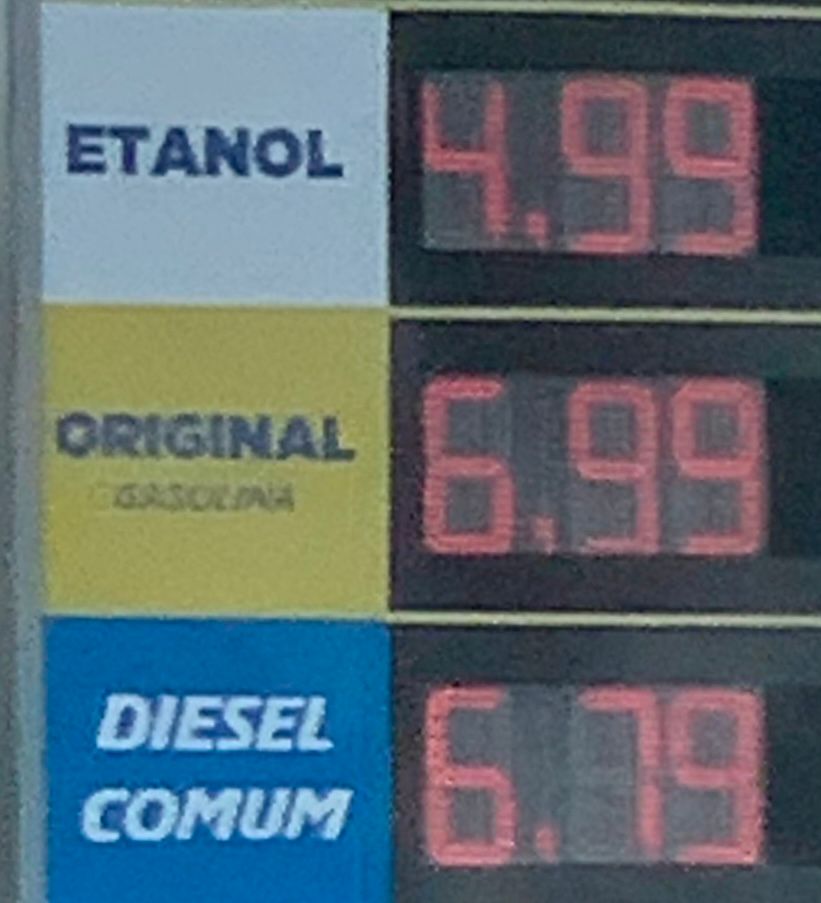 ETANOL 4.99
ORIGINAL 6.99
GASOLINA
DIESEL 6.79
COMUM